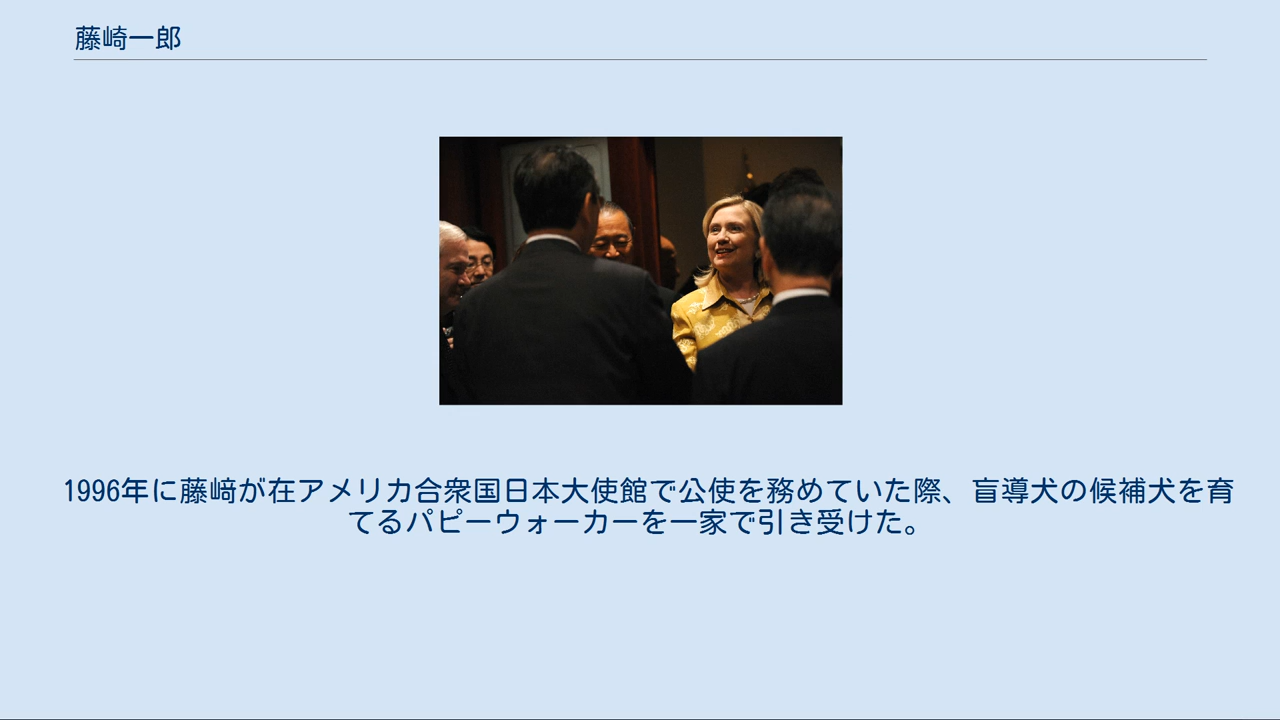 藤崎一郎
1996年に藤﨑が在アメリカ合衆国日本大使館で公使を務めていた際、盲導犬の候補犬を育
てるパピーウォーカーを一家で引き受けた。